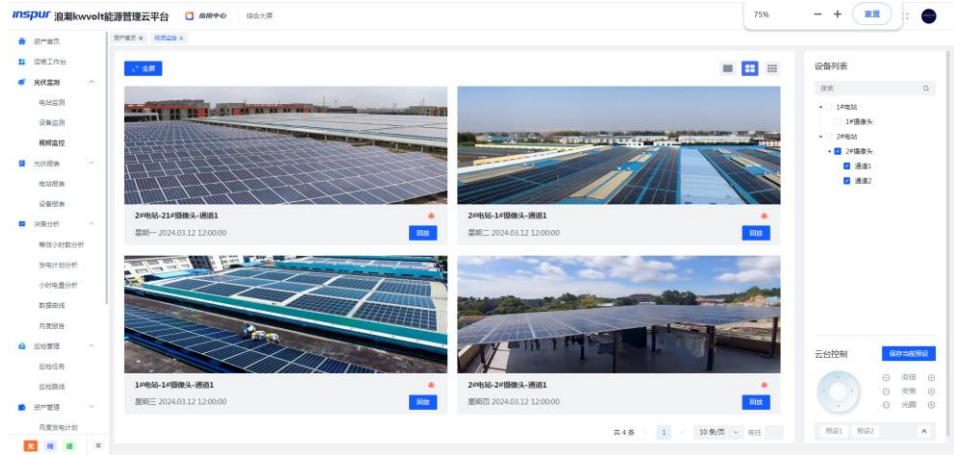 inspur 浪潮kwvolt能源管理云平台
应用中心
综合大屏
75%
重置
资产首页
运维工作台
光伏监测
电站监测
设备监测
视频监控
光伏报表
电站报表
设备报表
决策分析
等效小时数分析
发电计划分析
小时电量分析
数据曲线
月度报告
巡检管理
巡检任务
巡检路线
资产管理
月度发电计划
光 储 建
资产首页 × 视频监控 ×
全屏
2#电站-21#摄像头-通道1
星期一 2024.03.12 12:00:00
回放
2#电站-1#摄像头-通道1
星期二 2024.03.12 12:00:00
回放
1#电站-1#摄像头-通道1
星期三 2024.03.12 12:00:00
回放
2#电站-2#摄像头-通道1
星期四 2024.03.12 12:00:00
回放
共 4 条
1
10 条/页
前往
设备列表
搜索
1#电站
1#摄像头
2#电站
2#摄像头
通道1
通道2
云台控制
保存当前预设
变倍
变焦
光圈
预设1 预设2